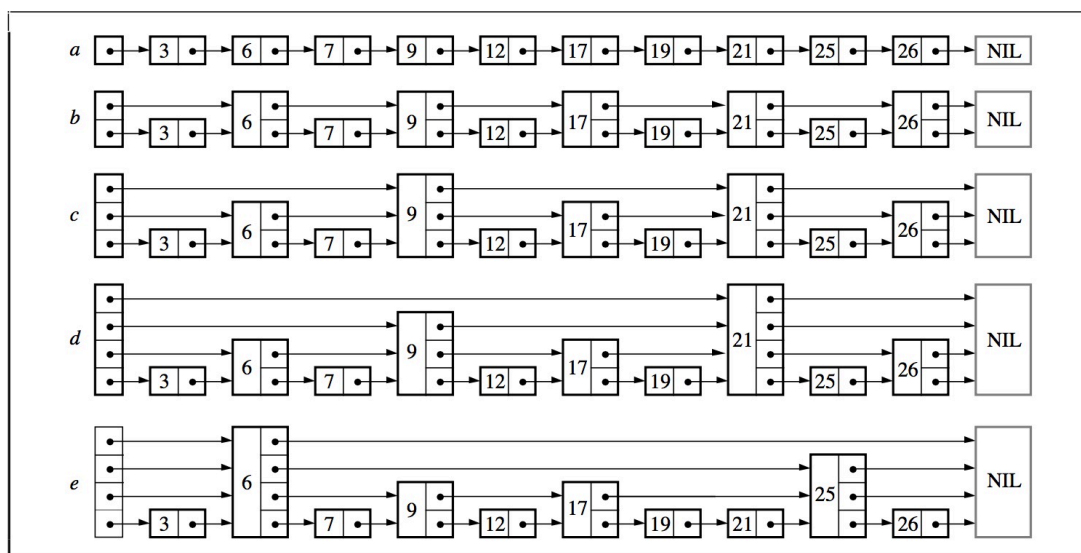 a 3 6 7 9 12 17 19 21 25 26 NIL
b 3 6 7 9 12 17 19 21 25 26 NIL
c 3 6 7 9 12 17 19 21 25 26 NIL
d 3 6 7 9 12 17 19 21 25 26 NIL
e 3 6 7 9 12 17 19 21 25 26 NIL